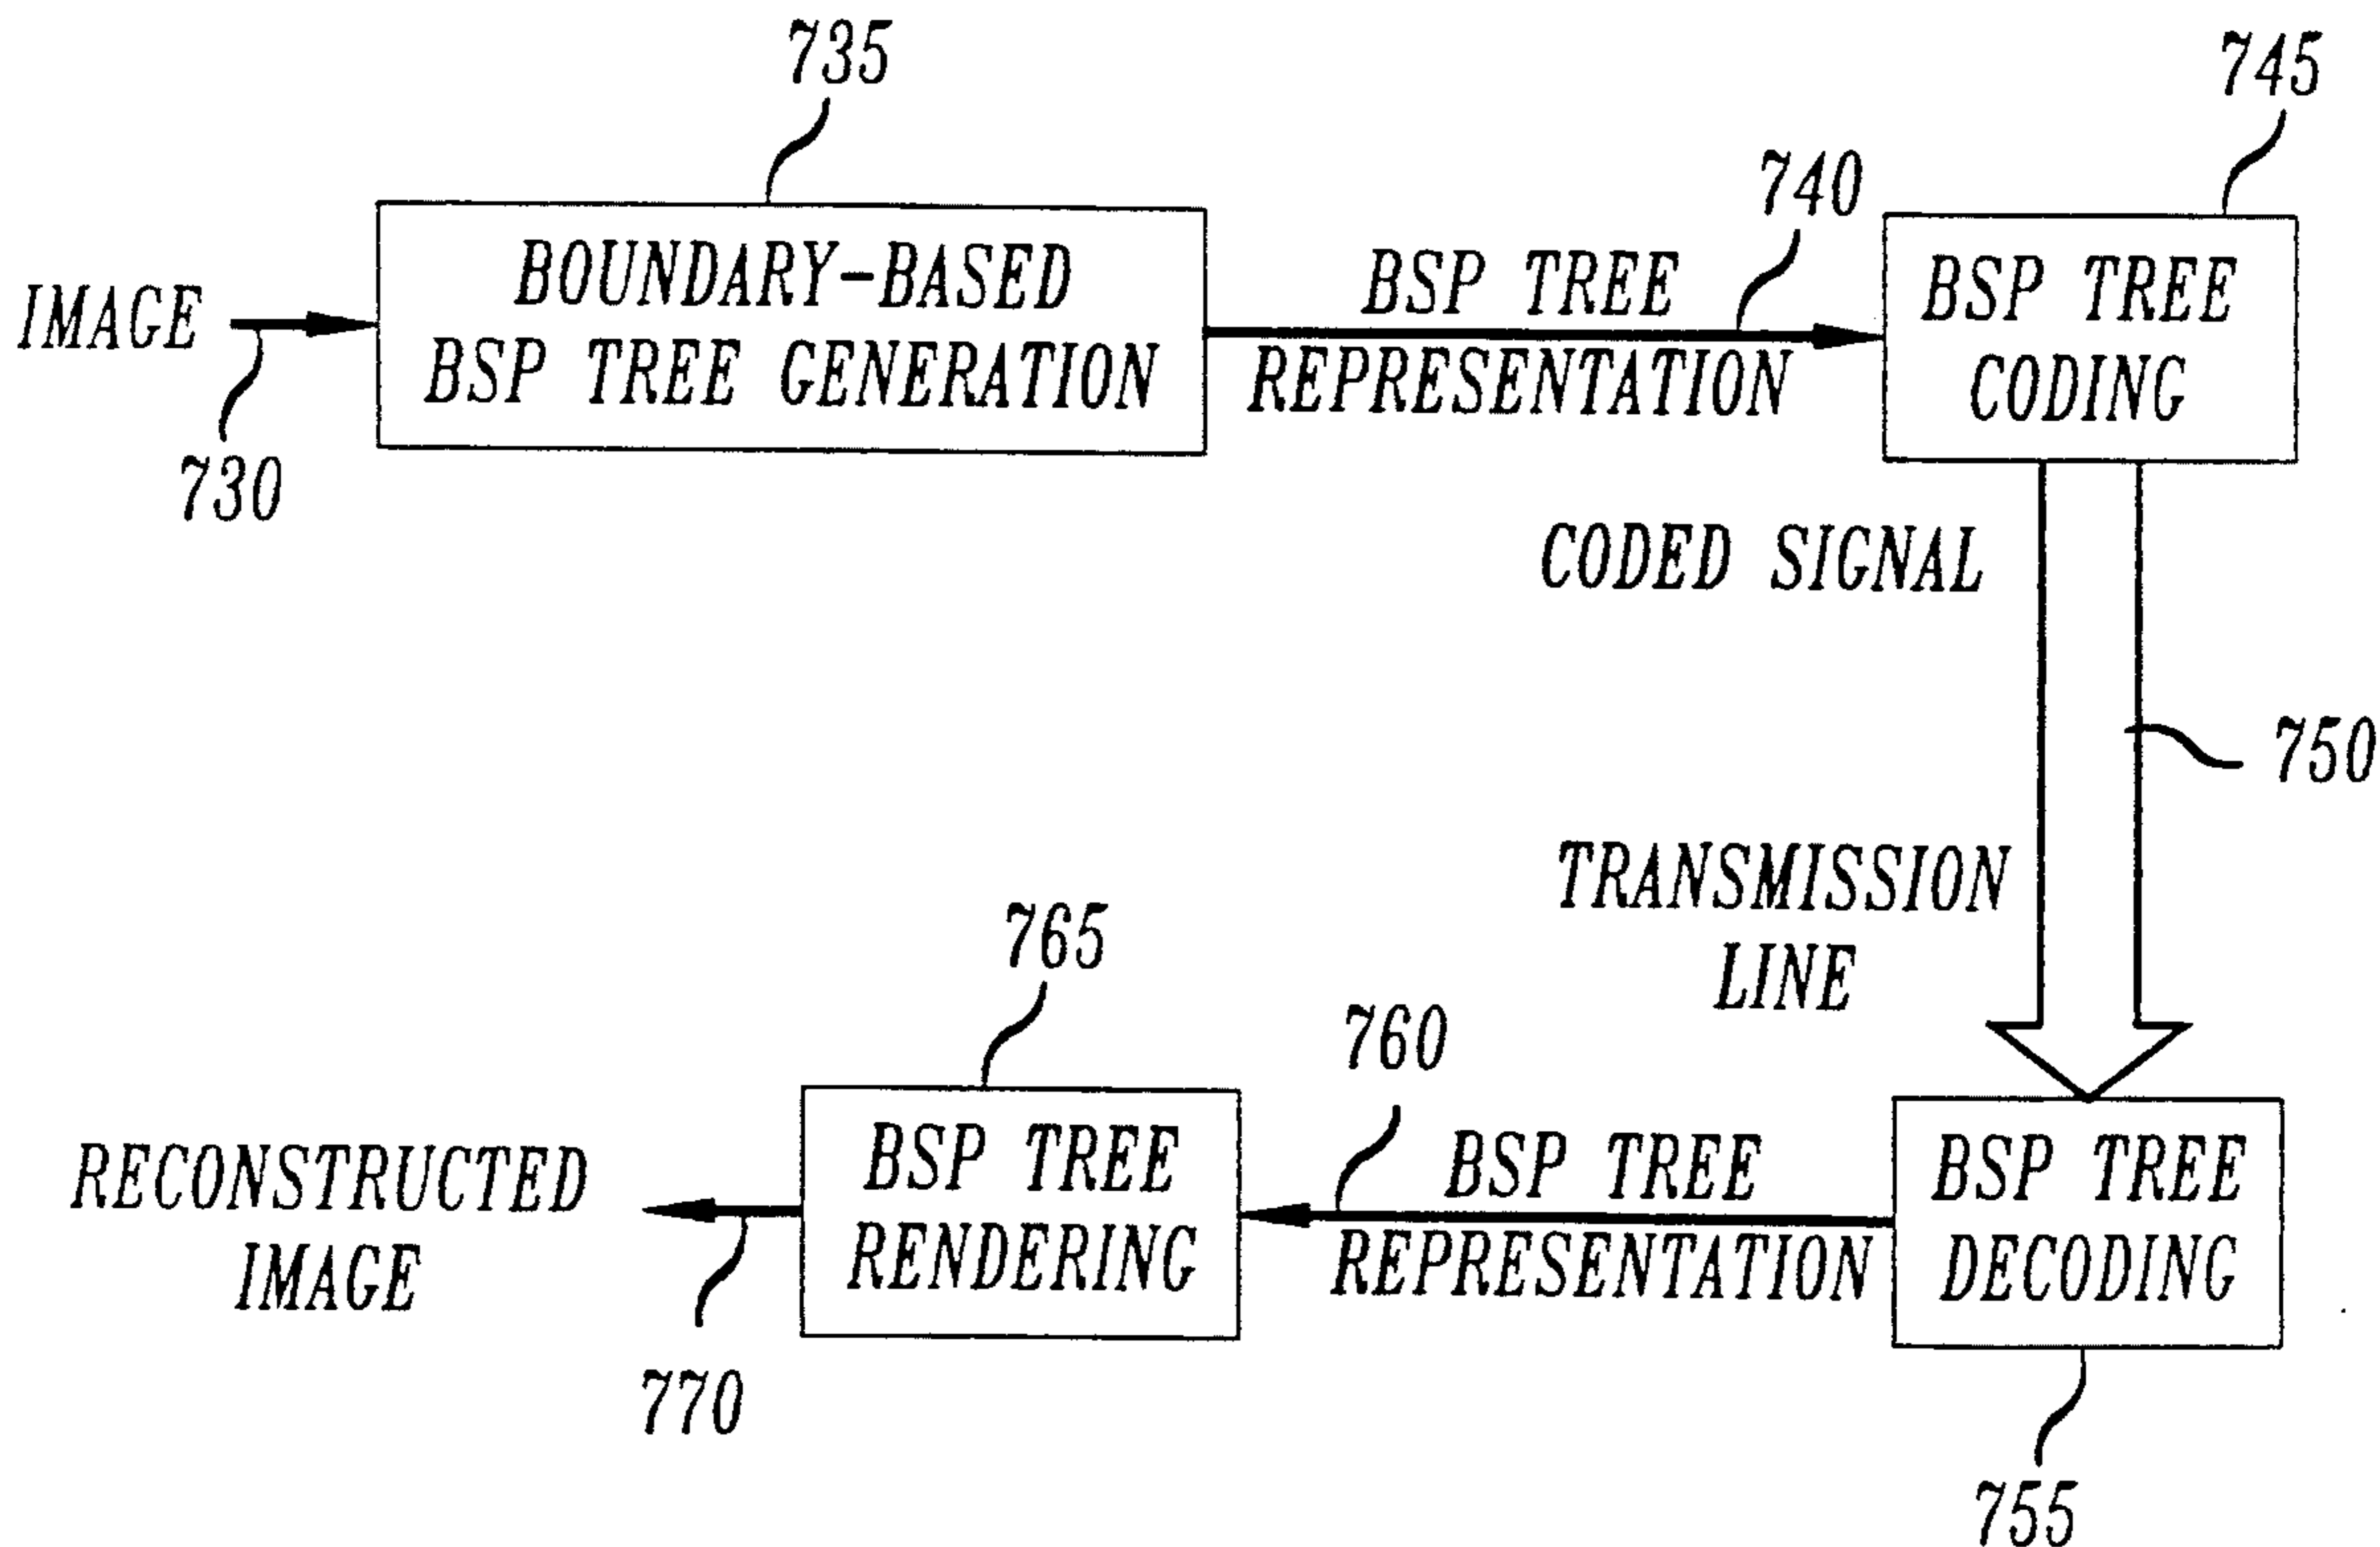 735
745
740
IMAGE
BOUNDARY-BASED
BSP TREE GENERATION
BSP TREE
REPRESENTATION
BSP TREE
CODING
730
CODED SIGNAL
750
TRANSMISSION
LINE
765
760
RECONSTRUCTED
IMAGE
BSP TREE
RENDERING
BSP TREE
REPRESENTATION
BSP TREE
DECODING
770
755